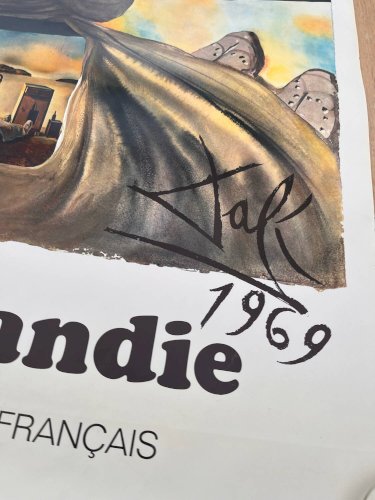 Dalí
1969
andie
FRANÇAIS